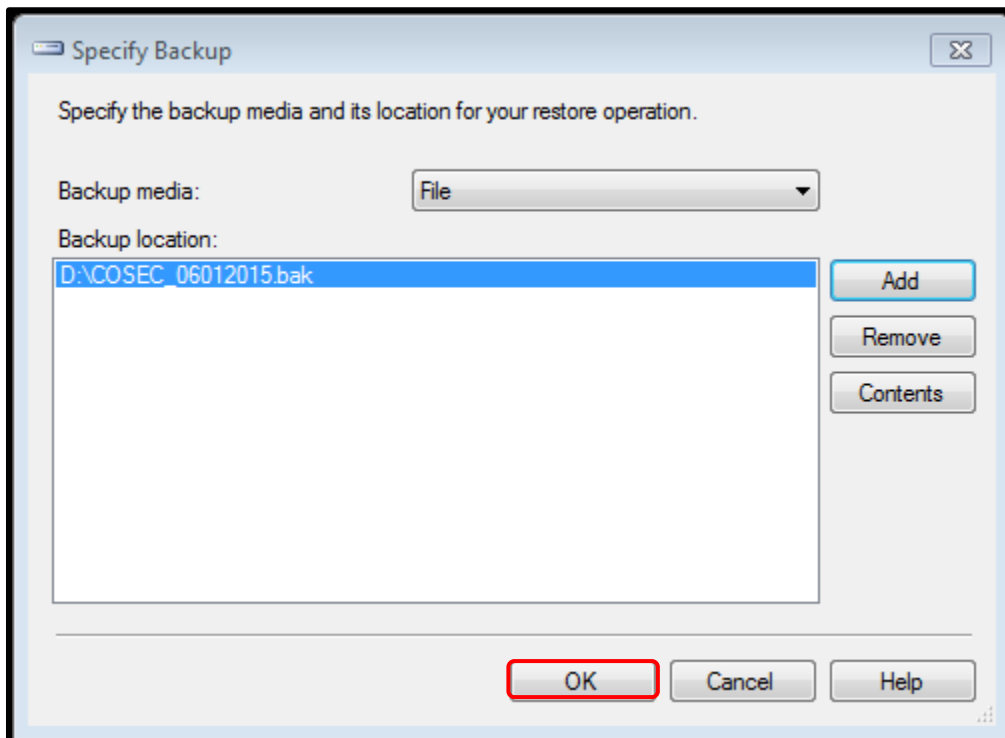 Specify Backup
Specify the backup media and its location for your restore operation.
Backup media:
File
Backup location:
D:\COSEC_06012015.bak
Add
Remove
Contents
OK
Cancel
Help